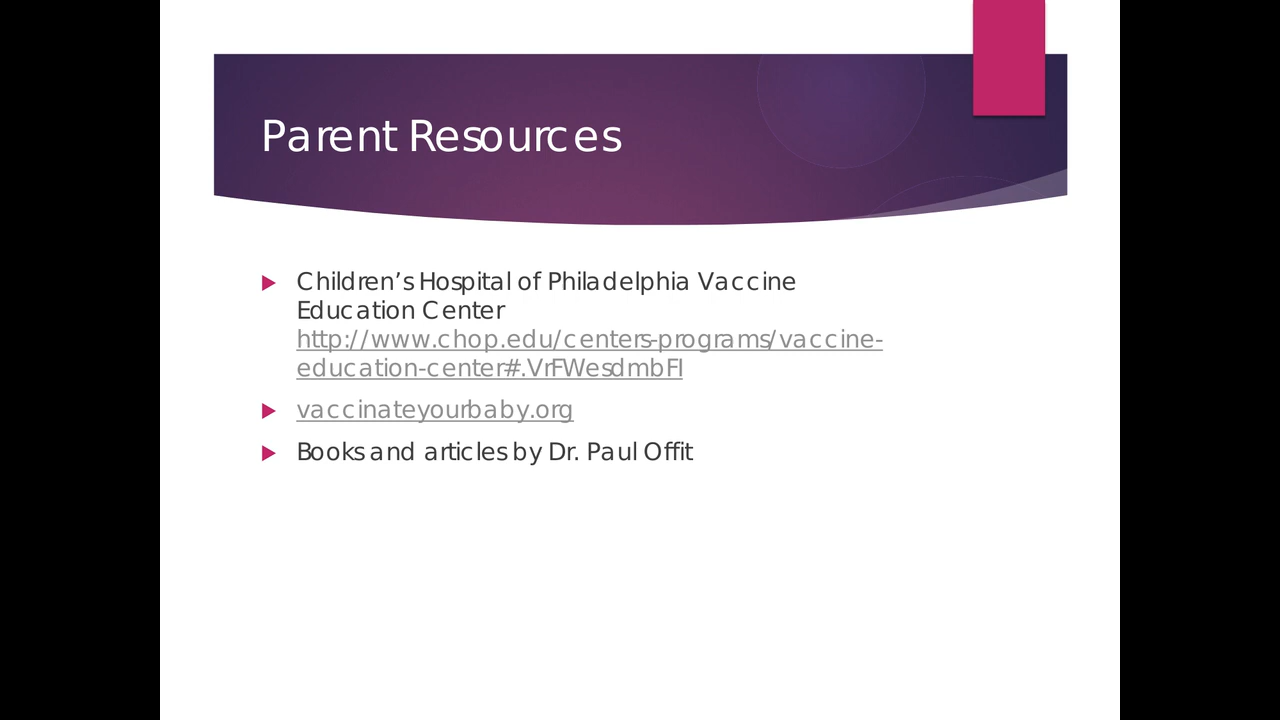 Parent Resources
Children’s Hospital of Philadelphia Vaccine
Education Center
http://www.chop.edu/centers-programs/vaccine-
education-center#.VrFWesdmbFI
vaccinateyourbaby.org
Books and articles by Dr. Paul Offit